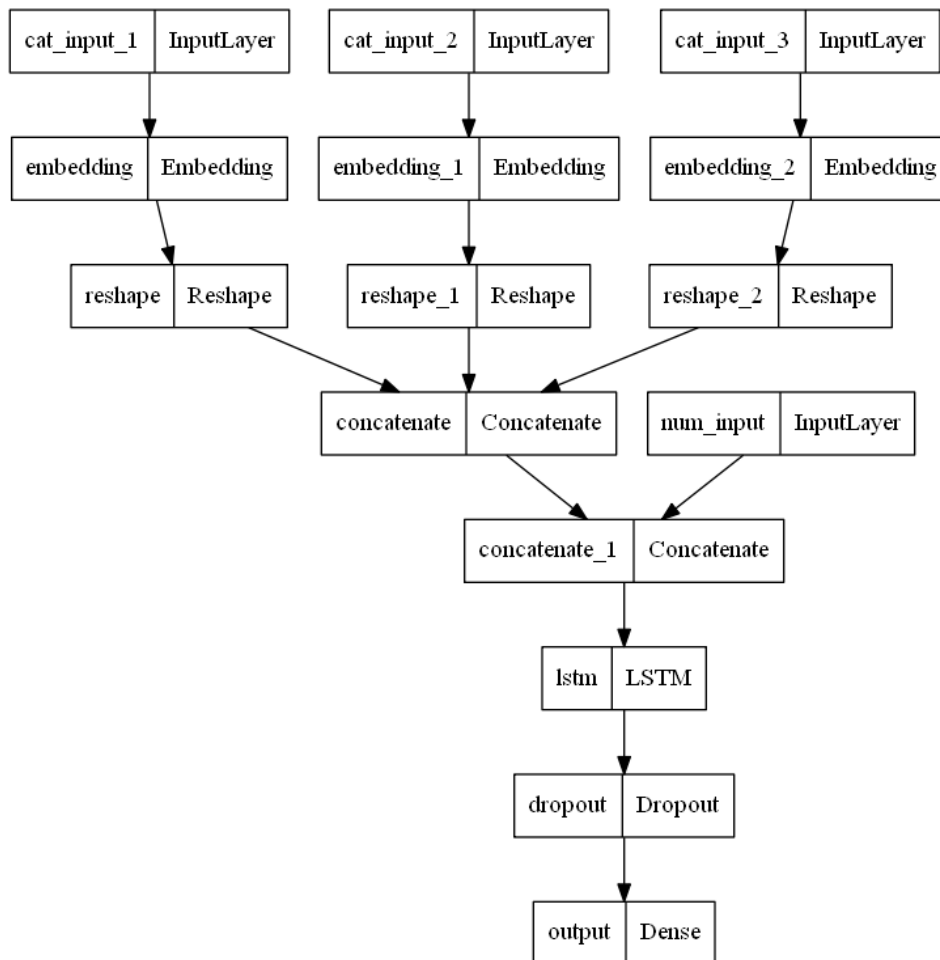 cat_input_1 InputLayer cat_input_2 InputLayer cat_input_3 InputLayer
embedding Embedding embedding_1 Embedding embedding_2 Embedding
reshape Reshape reshape_1 Reshape reshape_2 Reshape
concatenate Concatenate num_input InputLayer
concatenate_1 Concatenate
lstm LSTM
dropout Dropout
output Dense